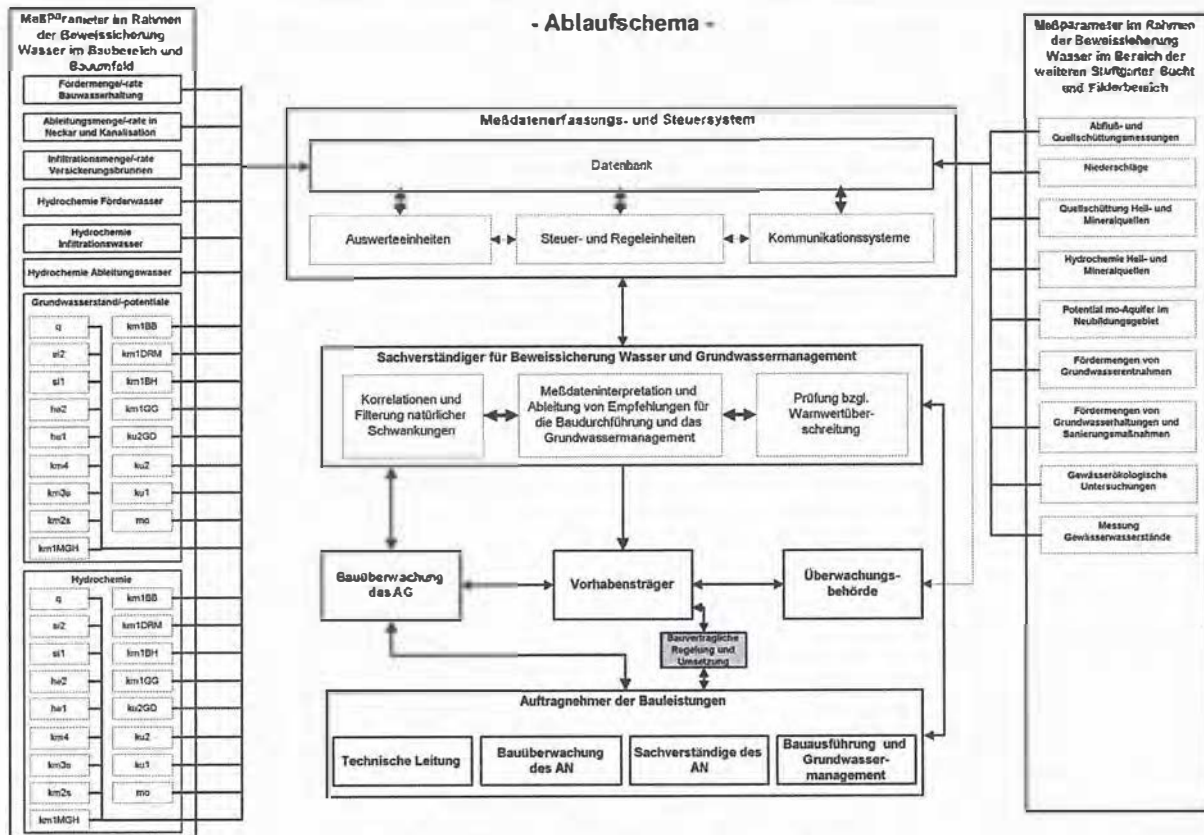 - Ablaufschema -
Meßparameter im Rahmen
der Beweissicherung
Wasser im Baubereich und
Bauumfeld
Fördermenge/-rate
Bauwasserhaltung
Ableitungsmenge/-rate in
Neckar und Kanalisation
Infiltrationsmenge/-rate
Versickerungsbrunnen
Hydrochemie Förderwasser
Hydrochemie
Infiltrationswasser
Hydrochemie Ableitungswasser
Grundwasserstand/-potentiale
q
km1BB
si2
km1DRM
si1
km1BH
ha2
km1GG
ha1
ku2GD
km4
ku2
km3s
ku1
km2s
mo
km1MGH
Hydrochemie
q
km1BB
si2
km1DRM
si1
km1BH
ha2
km1GG
ha1
ku2GD
km4
ku2
km3s
ku1
km2s
mo
km1MGH
Meßdatenerfassungs- und Steuersystem
Datenbank
Auswerteeinheiten
Steuer- und Regeleinheiten
Kommunikationssysteme
Sachverständiger für Beweissicherung Wasser und Grundwassermanagement
Korrelationen und
Filterung natürlicher
Schwankungen
Meßdateninterpretation und
Ableitung von Empfehlungen für
die Baudurchführung und das
Grundwassermanagement
Prüfung bzgl.
Warnwertüber-
schreitung
Bauüberwachung
das AG
Vorhabensträger
Überwachungs-
behörde
Bauvertragliche
Regelung und
Umsetzung
Auftragnehmer der Bauleistungen
Technische Leitung
Bauüberwachung
des AN
Sachverständige des
AN
Bauausführung und
Grundwasser-
management
Meßparameter im Rahmen
der Beweissicherung
Wasser im Bereich der
weiteren Stuttgarter Bucht
und Filderbereich
Abfluß- und
Quellschüttungsmessungen
Niederschläge
Quellschüttung Heil- und
Mineralquellen
Hydrochemie Heil- und
Mineralquellen
Potential mo-Aquifer im
Neubildungsgebiet
Fördermengen von
Grundwasserentnahmen
Fördermengen von
Grundwasserhaltungen und
Sanierungsmaßnahmen
Gewässerökologische
Untersuchungen
Messung
Gewässerwasserstände